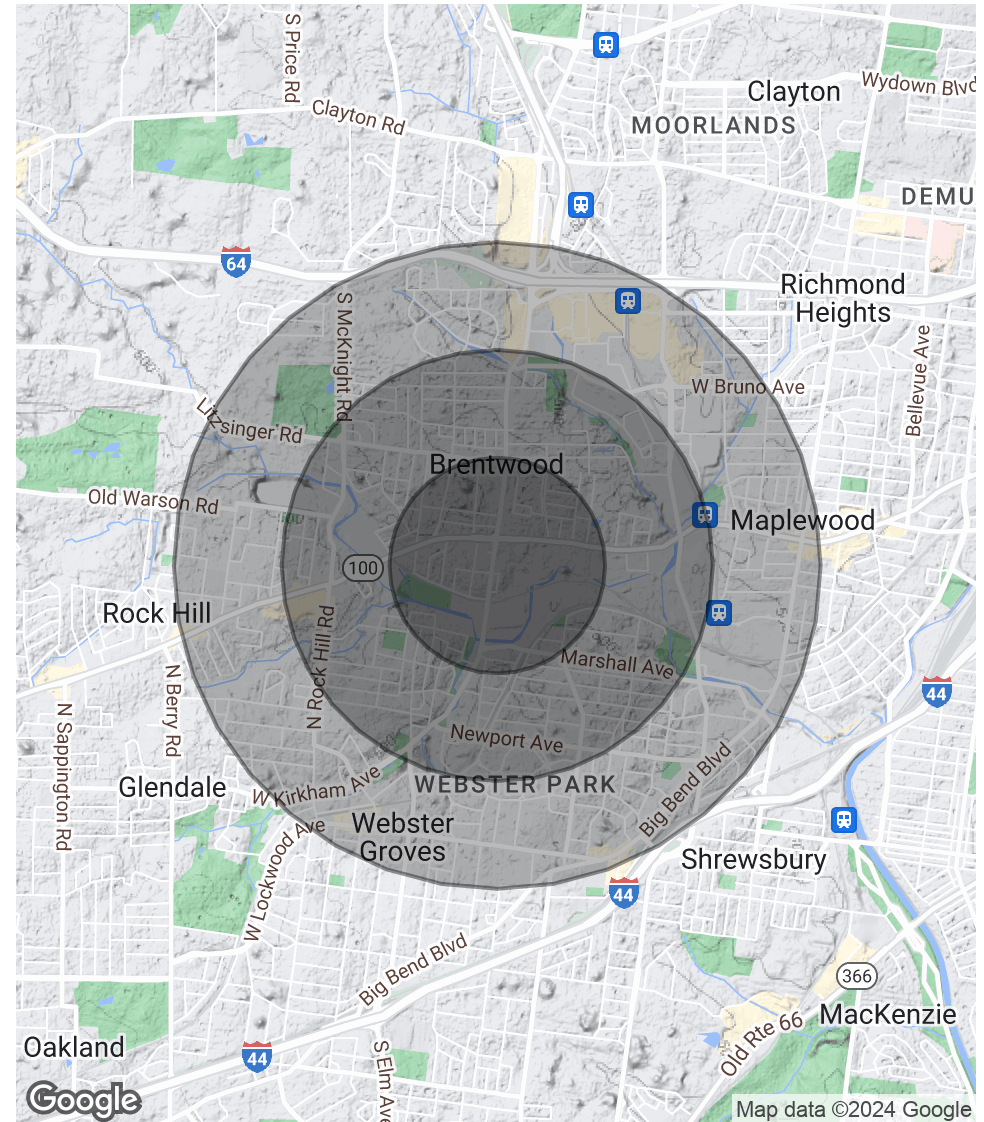 S Price Rd
Clayton
Wydown Blvd
Clayton Rd
MOORLANDS
DEMU
64
Richmond
Heights
S McKnight Rd
Bellevue Ave
W Bruno Ave
Litzsinger Rd
Brentwood
Old Warson Rd
Maplewood
100
Rock Hill
N Rock Hill Rd
Marshall Ave
N Berry Rd
44
N Sappington Rd
Newport Ave
Glendale
W Kirkham Ave
WEBSTER PARK
Big Bend Blvd
Webster
Groves
W Lockwood Ave
Shrewsbury
44
Big Bend Blvd
366
MacKenzie
Old Rte 66
Oakland
44
S Elm Ave
Google
Map data ©2024 Google